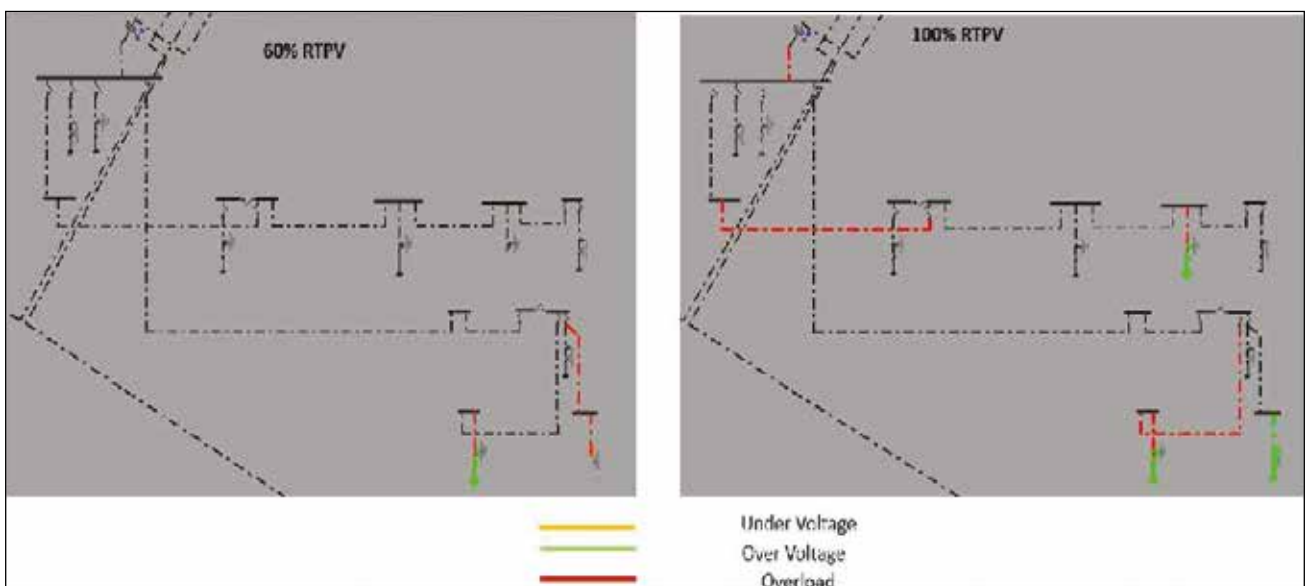 60% RTPV
100% RTPV
Under Voltage
Over Voltage
Overload